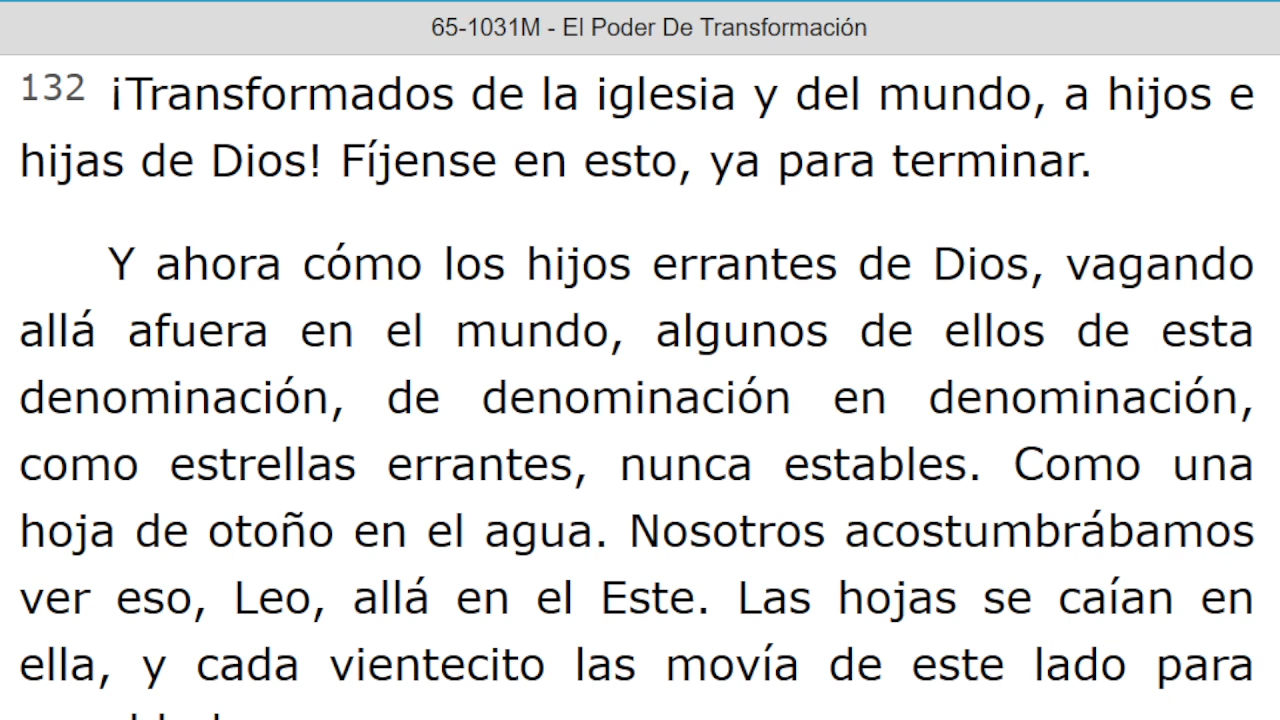 65-1031M - El Poder De Transformación
132 ¡Transformados de la iglesia y del mundo, a hijos e
hijas de Dios! Fíjense en esto, ya para terminar.
Y ahora cómo los hijos errantes de Dios, vagando
allá afuera en el mundo, algunos de ellos de esta
denominación, de denominación en denominación,
como estrellas errantes, nunca estables. Como una
hoja de otoño en el agua. Nosotros acostumbrábamos
ver eso, Leo, allá en el Este. Las hojas se caían en
ella, y cada vientecito las movía de este lado para